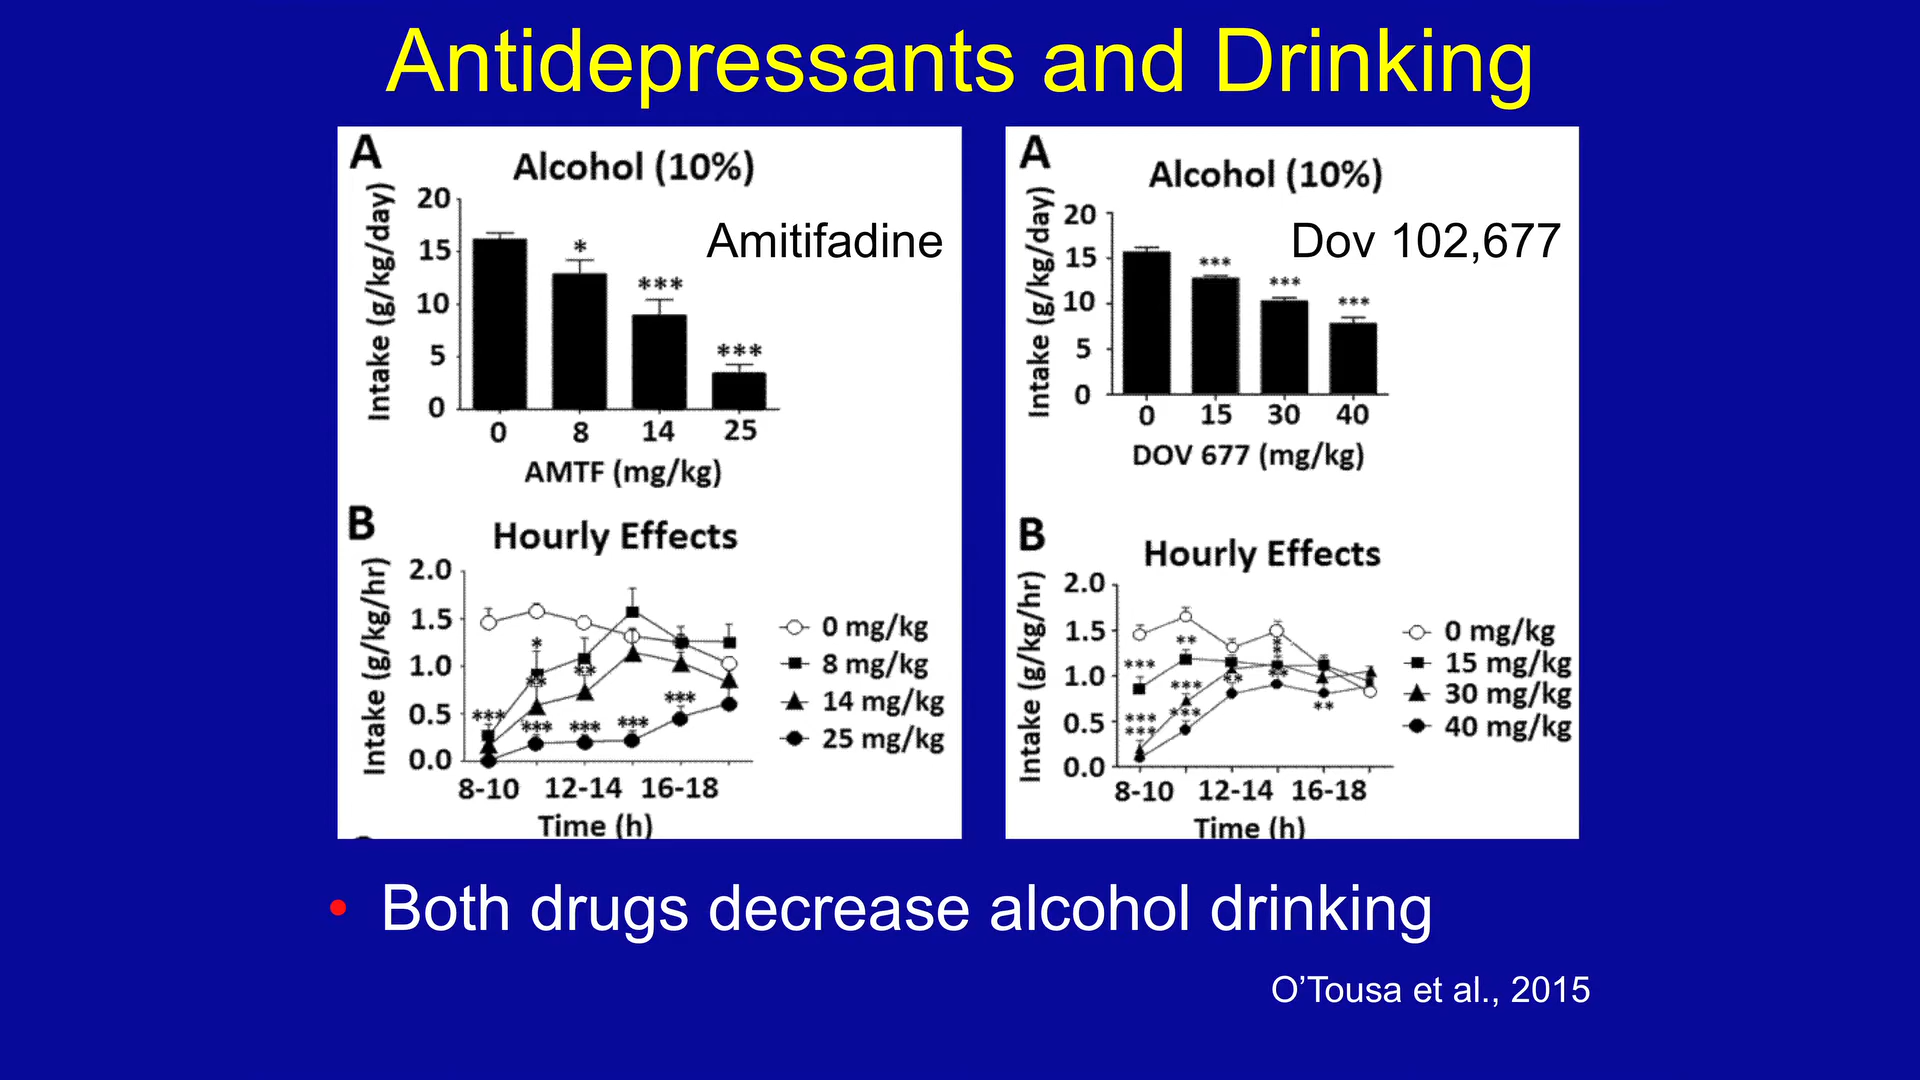 Antidepressants and Drinking
A
Alcohol (10%)
Amitifadine
Intake (g/kg/day)
20
15
10
5
0
*
***
***
0 8 14 25
AMTF (mg/kg)
B
Hourly Effects
Intake (g/kg/hr)
2.0
1.5
1.0
0.5
0.0
*
**
**
***
***
***
***
***
0 mg/kg
8 mg/kg
14 mg/kg
25 mg/kg
8-10 12-14 16-18
Time (h)
A
Alcohol (10%)
Dov 102,677
Intake (g/kg/day)
20
15
10
5
0
***
***
***
0 15 30 40
DOV 677 (mg/kg)
B
Hourly Effects
Intake (g/kg/hr)
2.0
1.5
1.0
0.5
0.0
***
**
*
*
***
**
**
***
***
***
**
0 mg/kg
15 mg/kg
30 mg/kg
40 mg/kg
8-10 12-14 16-18
Time (h)
• Both drugs decrease alcohol drinking
O’Tousa et al., 2015